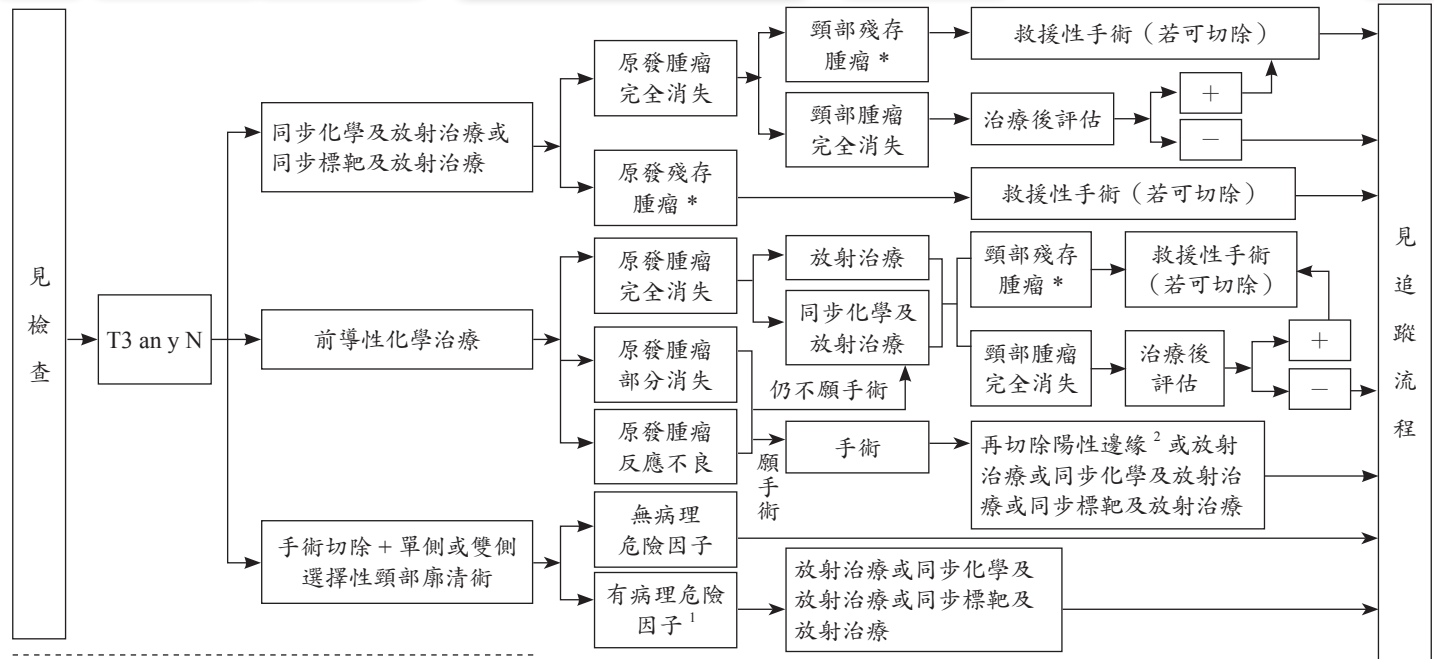 見
檢
查
T3 an y N
同步化學及放射治療或
同步標靶及放射治療
原發腫瘤
完全消失
頸部殘存
腫瘤 *
救援性手術（若可切除）
頸部腫瘤
完全消失
治療後評估
+
−
原發殘存
腫瘤 *
救援性手術（若可切除）
前導性化學治療
原發腫瘤
完全消失
放射治療
同步化學及
放射治療
頸部殘存
腫瘤 *
救援性手術
（若可切除）
頸部腫瘤
完全消失
治療後
評估
+
−
原發腫瘤
部分消失
原發腫瘤
反應不良
仍不願手術
願
手
術
手術
再切除陽性邊緣 2 或放射
治療或同步化學及放射治
療或同步標靶及放射治療
手術切除 + 單側或雙側
選擇性頸部廓清術
無病理
危險因子
有病理危險
因子 1
放射治療或同步化學及
放射治療或同步標靶及
放射治療
見
追
蹤
流
程